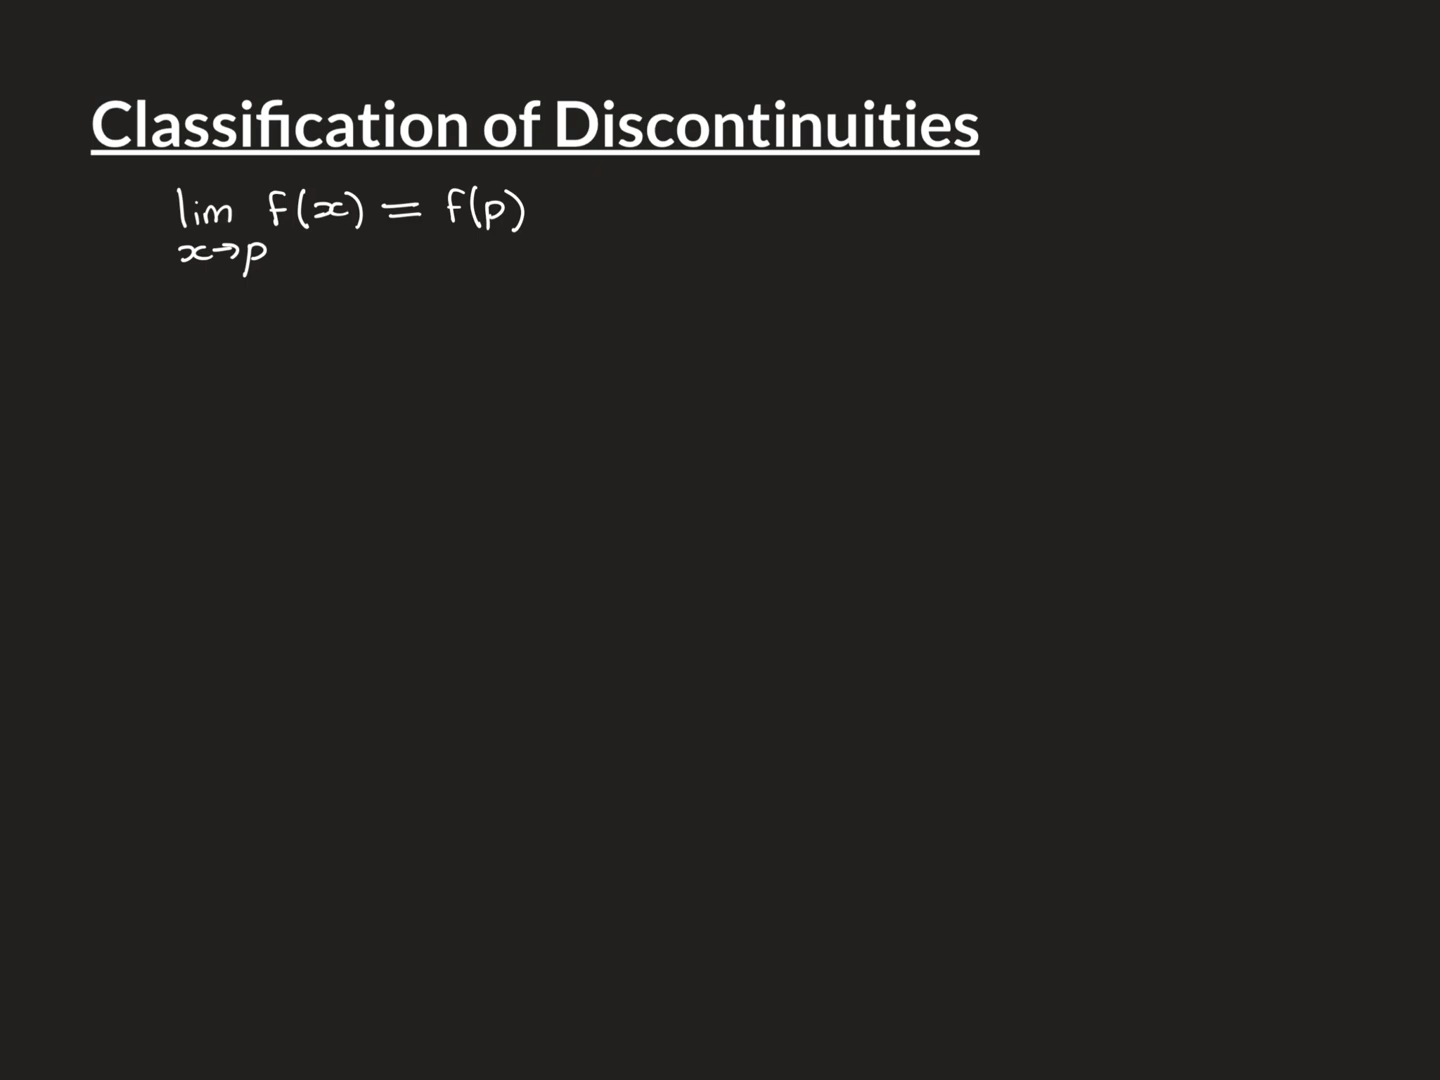 Classification of Discontinuities
lim f(x) = f(p)
x→p